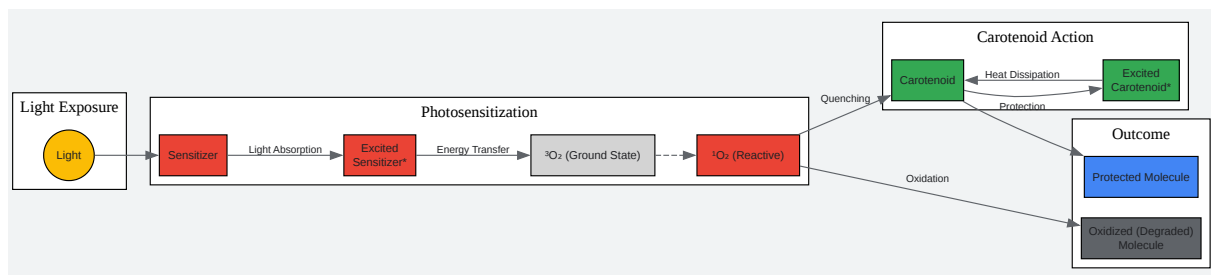 Light Exposure
Light
Photosensitization
Sensitizer
Light Absorption
Excited
Sensitizer*
Energy Transfer
³O₂ (Ground State)
¹O₂ (Reactive)
Quenching
Oxidation
Carotenoid Action
Carotenoid
Heat Dissipation
Excited
Carotenoid*
Protection
Outcome
Protected Molecule
Oxidized (Degraded)
Molecule